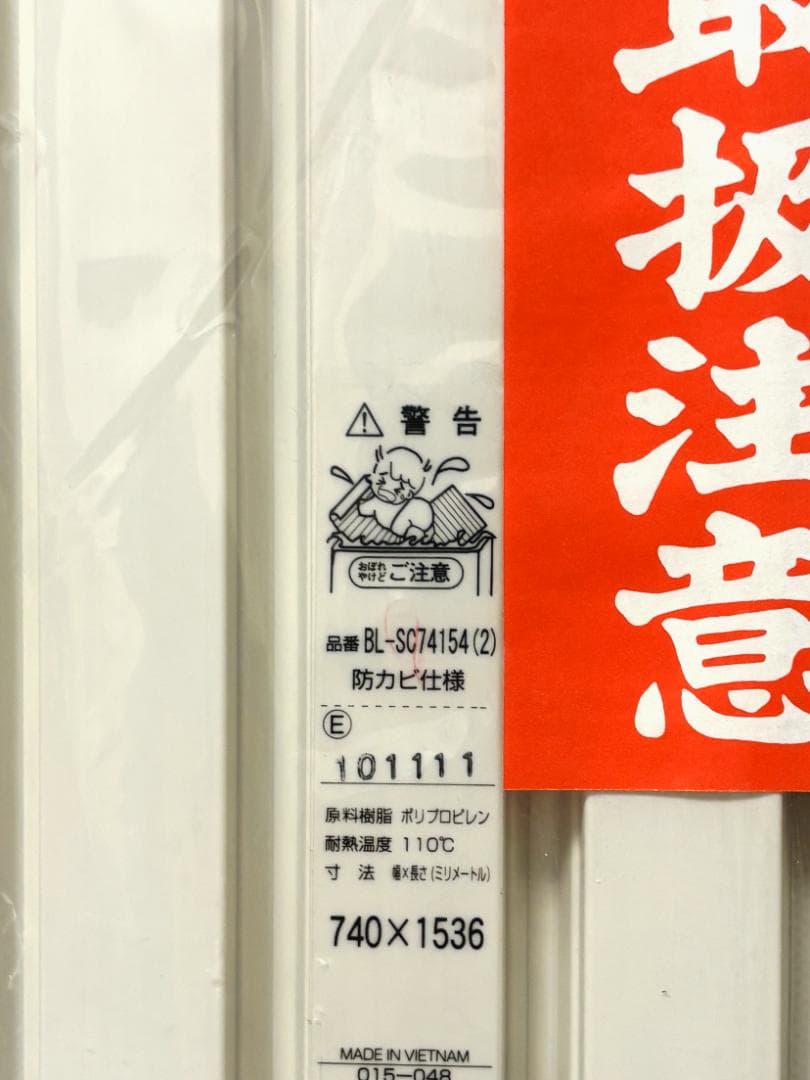 警告
おぼれ
やけど
ご注意
品番 BL-SC74154(2)
防カビ仕様
E
101111
原料樹脂 ポリプロピレン
耐熱温度 110℃
寸法 幅×長さ(ミリメートル)
740×1536
MADE IN VIETNAM
015-048
扱注意